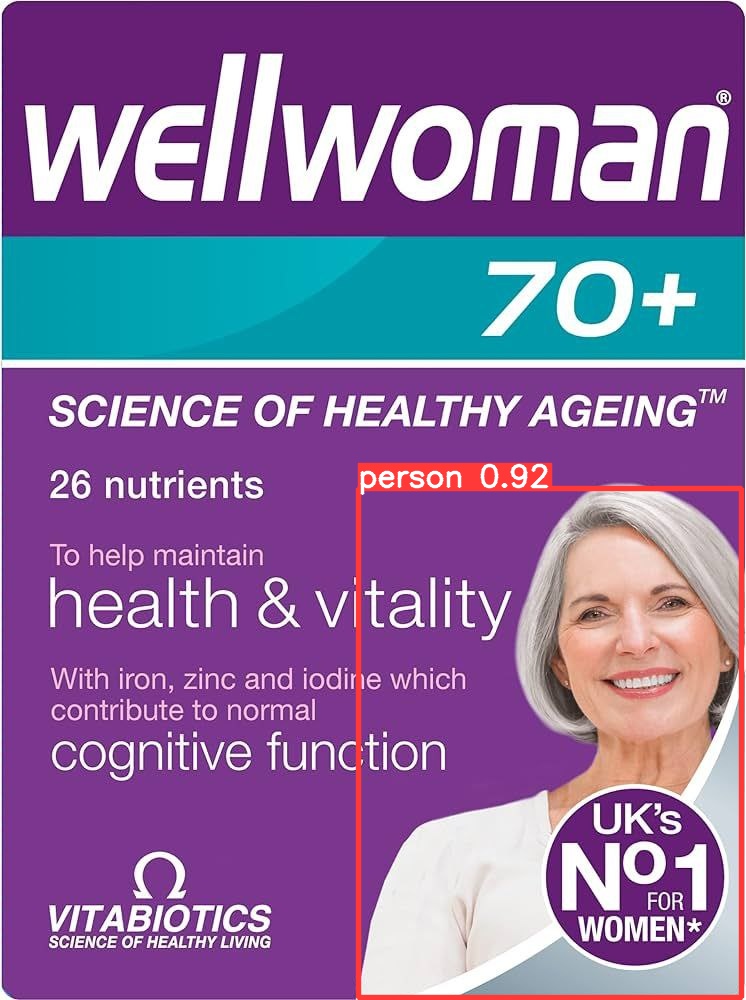 wellwoman®
70+
SCIENCE OF HEALTHY AGEING™
26 nutrients
person 0.92
To help maintain
health & vitality
With iron, zinc and iodine which
contribute to normal
cognitive function
UK's
No1
FOR
WOMEN*
VITABIOTICS
SCIENCE OF HEALTHY LIVING